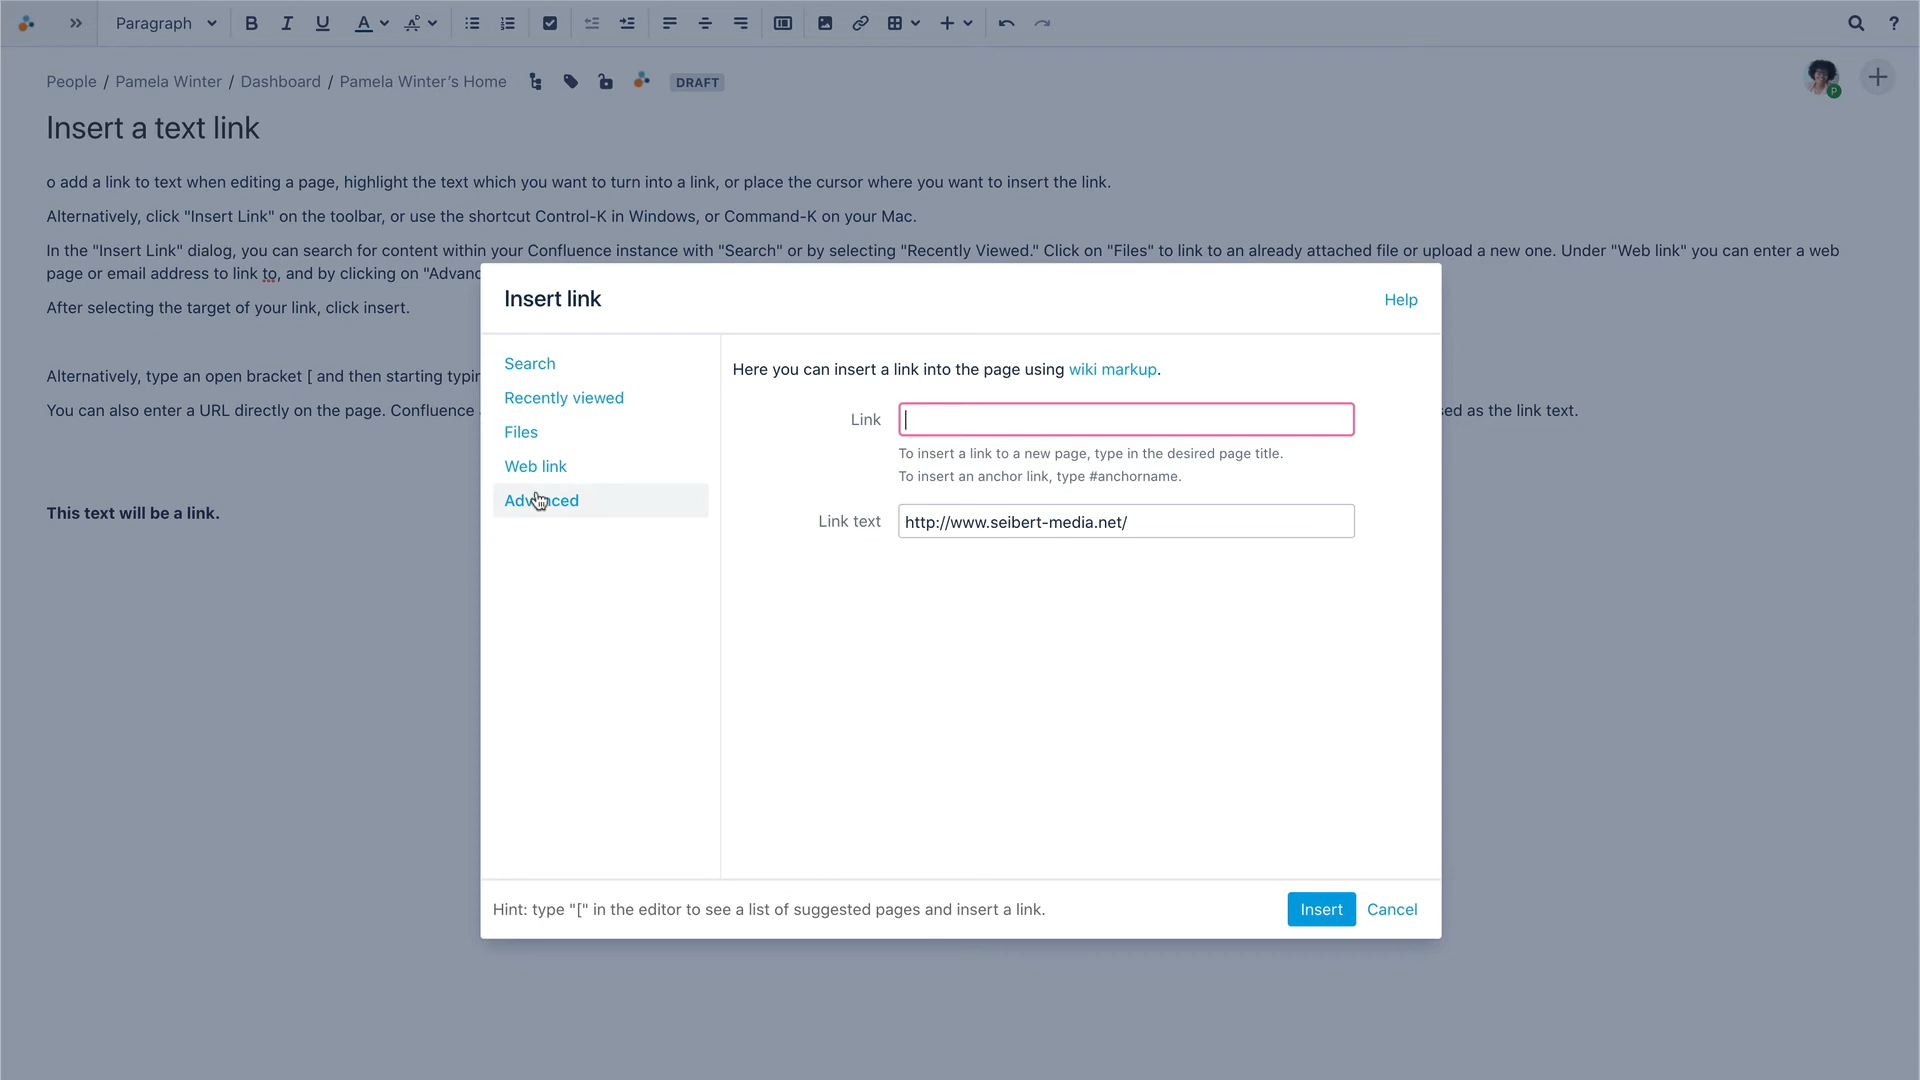 Paragraph B I U A
People / Pamela Winter / Dashboard / Pamela Winter's Home DRAFT
P
Insert a text link
o add a link to text when editing a page, highlight the text which you want to turn into a link, or place the cursor where you want to insert the link.
Alternatively, click "Insert Link" on the toolbar, or use the shortcut Control-K in Windows, or Command-K on your Mac.
In the "Insert Link" dialog, you can search for content within your Confluence instance with "Search" or by selecting "Recently Viewed." Click on "Files" to link to an already attached file or upload a new one. Under "Web link" you can enter a web
page or email address to link to, and by clicking on "Advanc
After selecting the target of your link, click insert.
Alternatively, type an open bracket [ and then starting typin
You can also enter a URL directly on the page. Confluence
ed as the link text.
This text will be a link.
Insert link
Help
Search
Recently viewed
Files
Web link
Advanced
Here you can insert a link into the page using wiki markup.
Link
To insert a link to a new page, type in the desired page title.
To insert an anchor link, type #anchorname.
Link text http://www.seibert-media.net/
Hint: type "[" in the editor to see a list of suggested pages and insert a link.
Insert Cancel